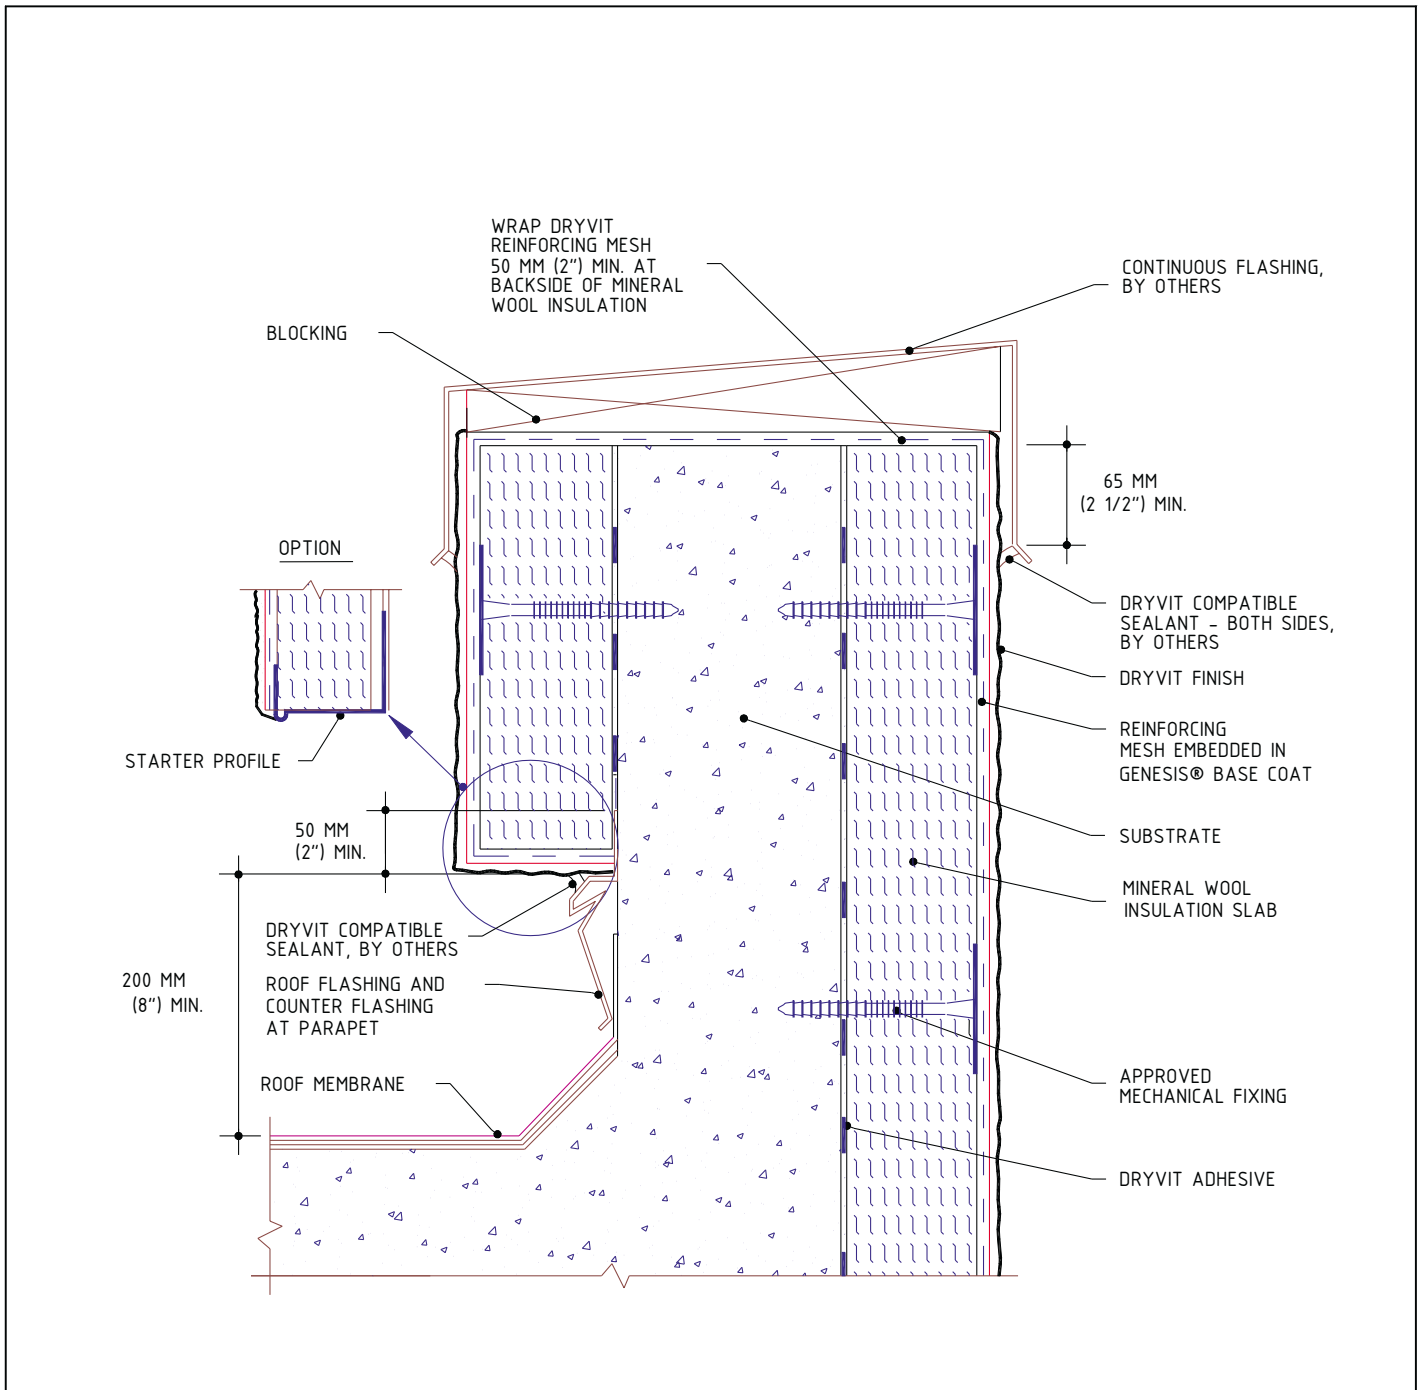 WRAP DRYVIT
REINFORCING MESH
50 MM (2") MIN. AT
BACKSIDE OF MINERAL
WOOL INSULATION
CONTINUOUS FLASHING,
BY OTHERS
BLOCKING
65 MM
(2 1/2") MIN.
OPTION
DRYVIT COMPATIBLE
SEALANT - BOTH SIDES,
BY OTHERS
DRYVIT FINISH
REINFORCING
MESH EMBEDDED IN
GENESIS® BASE COAT
STARTER PROFILE
50 MM
(2") MIN.
SUBSTRATE
MINERAL WOOL
INSULATION SLAB
DRYVIT COMPATIBLE
SEALANT, BY OTHERS
200 MM
(8") MIN.
ROOF FLASHING AND
COUNTER FLASHING
AT PARAPET
ROOF MEMBRANE
APPROVED
MECHANICAL FIXING
DRYVIT ADHESIVE